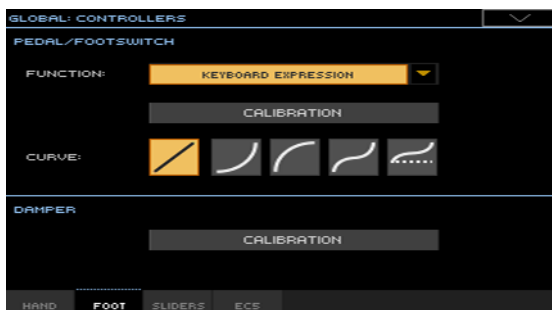 GLOBAL: CONTROLLERS
PEDAL/FOOTSWITCH
FUNCTION: KEYBOARD EXPRESSION
CALIBRATION
CURVE:
DAMPER
CALIBRATION
HAND FOOT SLIDERS EC5